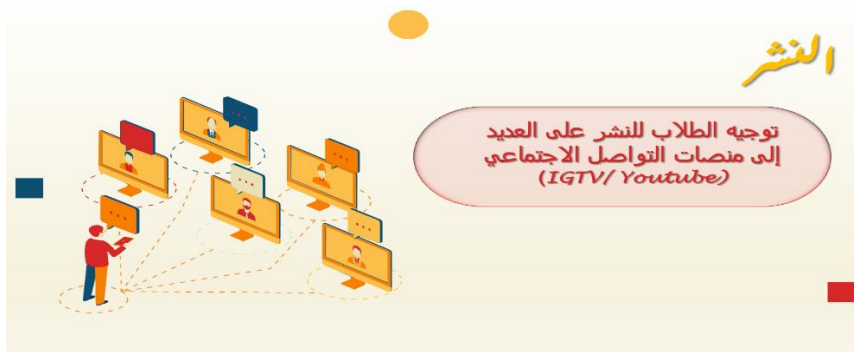 النشر
توجيه الطلاب للنشر على العديد
إلى منصات التواصل الاجتماعي
(IGTV/ Youtube)